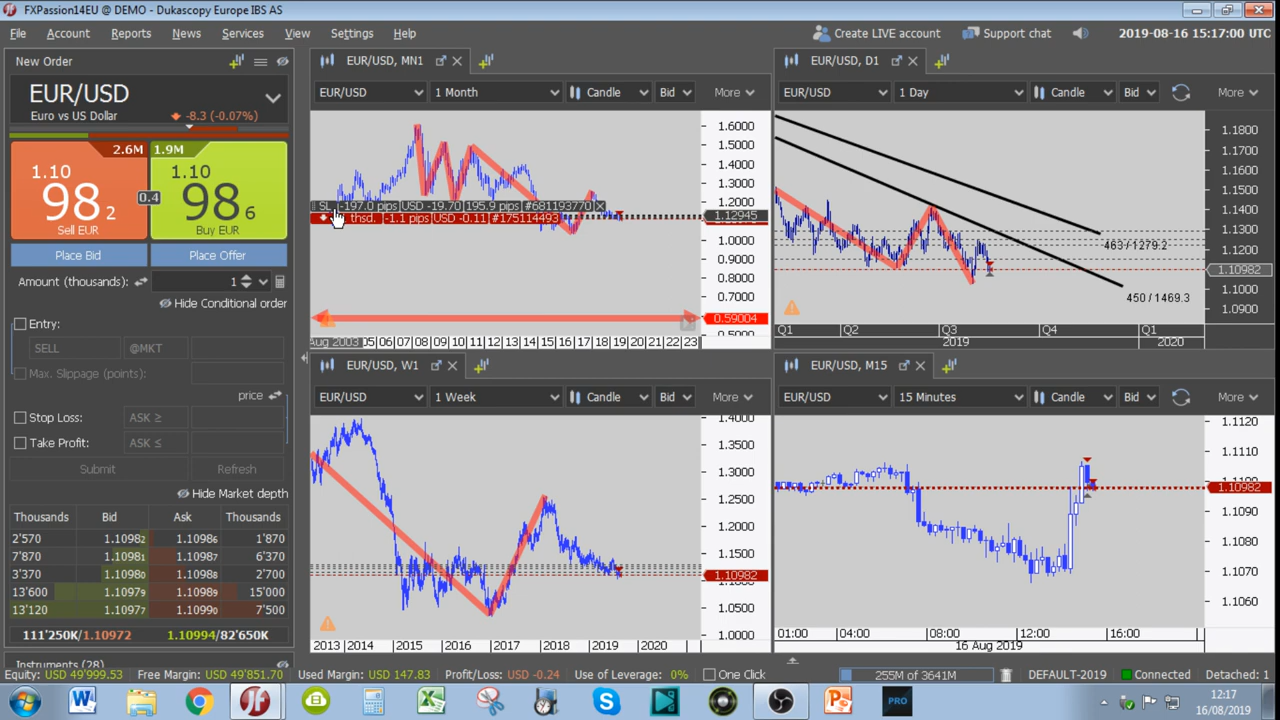 FXPassion14EU @ DEMO - Dukascopy Europe IBS AS
File Account Reports News Services View Settings Help
Create LIVE account Support chat 2019-08-16 15:17:00 UTC
New Order
EUR/USD
Euro vs US Dollar -8.3 (-0.07%)
2.6M 1.9M
1.10 1.10
98 2 0.4 98 6
Sell EUR Buy EUR
Place Bid Place Offer
Amount (thousands): 1
Hide Conditional order
Entry:
SELL @MKT
Max. Slippage (points):
price
Stop Loss: ASK ≥
Take Profit: ASK ≤
Submit Refresh
Hide Market depth
Thousands Bid Ask Thousands
2'570 1.10982 1.10986 1'870
7'870 1.10981 1.10987 6'370
3'370 1.10980 1.10988 2'700
13'600 1.10979 1.10989 15'000
13'120 1.10977 1.10990 7'500
111'250K/1.10972 1.10994/82'650K
Instruments (28)
EUR/USD, MN1
EUR/USD 1 Month Candle Bid More
1.6000
1.5000
1.4000
1.3000
1.2000
SL -197.0 pips|USD -19.70|195.9 pips|#681193770
1.12945
thsd. |-1.1 pips|USD -0.11|#175114493
1.0000
0.9000
0.8000
0.7000
0.59004
0.5000
Aug 2003 05 06 07 08 09 10 11 12 13 14 15 16 17 18 19 20 21 22 23
EUR/USD, D1
EUR/USD 1 Day Candle Bid More
1.1800
1.1700
1.1600
1.1500
1.1400
1.1300
463 / 1279.2
1.1200
1.10982
1.1000
450 / 1469.3
1.0900
Q1 Q2 Q3 Q4 Q1
2019 2020
EUR/USD, W1
EUR/USD 1 Week Candle Bid More
1.4000
1.3500
1.3000
1.2500
1.2000
1.1500
1.10982
1.0500
1.0000
2013 2014 2015 2016 2017 2018 2019 2020
EUR/USD, M15
EUR/USD 15 Minutes Candle Bid More
1.1120
1.1110
1.10982
1.1090
1.1080
1.1070
1.1060
01:00 04:00 08:00 12:00 16:00
16 Aug 2019
Equity: USD 49'999.53 Free Margin: USD 49'851.70 Used Margin: USD 147.83 Profit/Loss: USD -0.24 Use of Leverage: 0% One Click 255M of 3641M DEFAULT-2019 Connected Detached: 1
PRO
12:17
16/08/2019